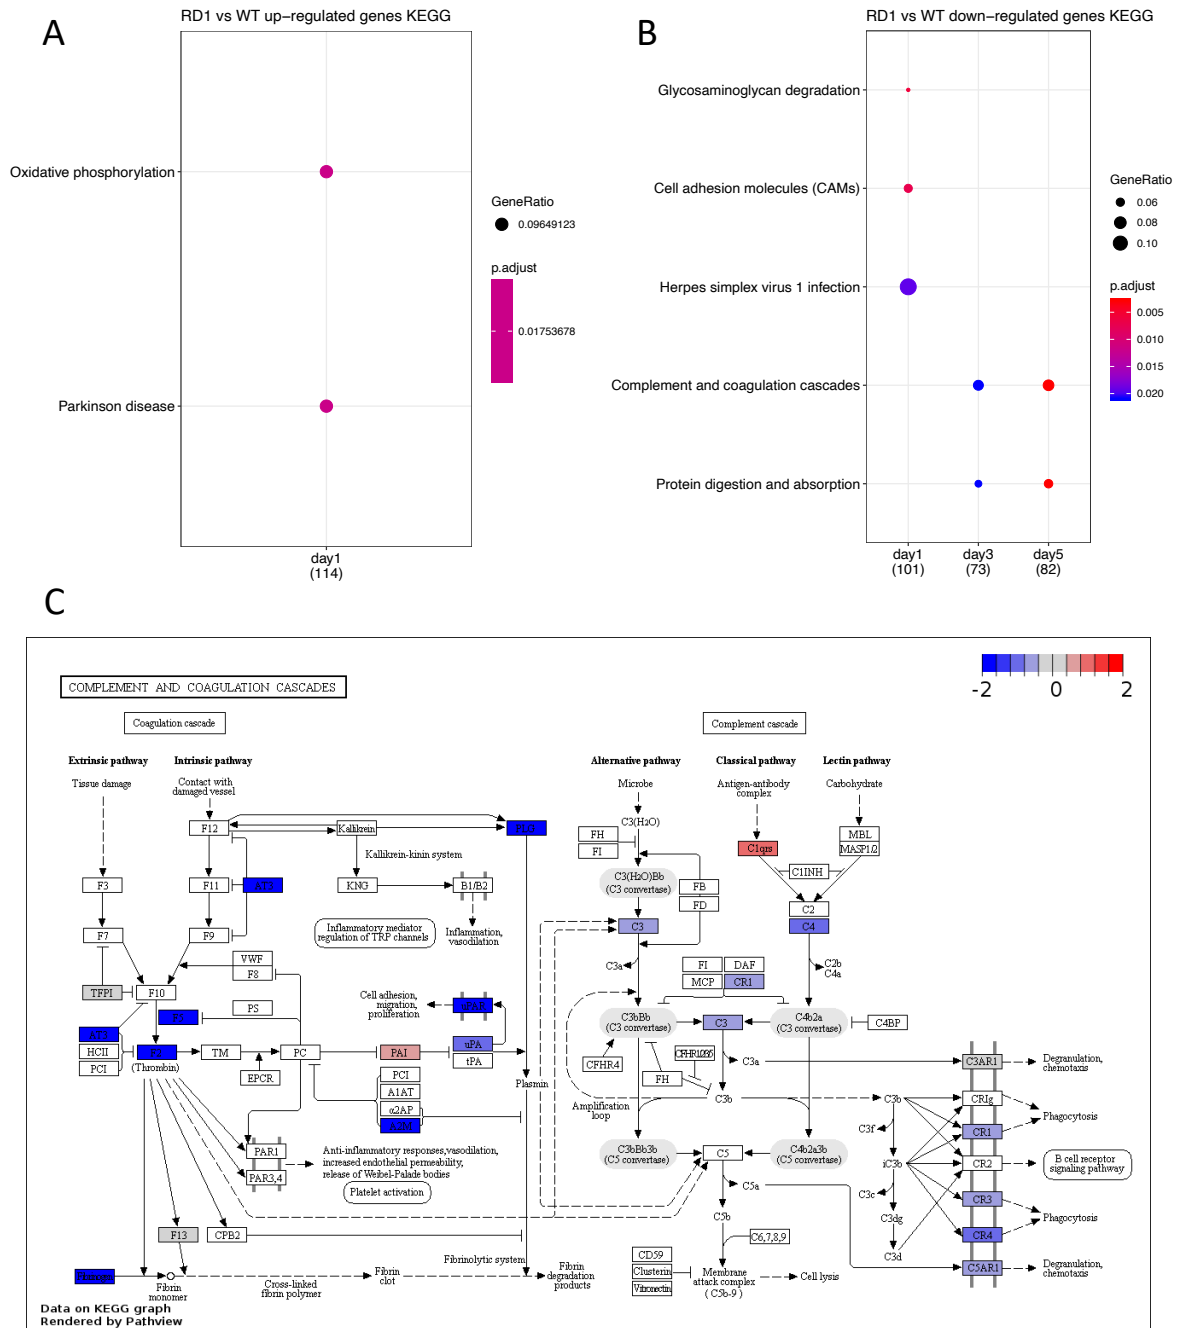 A
RD1 vs WT up−regulated genes KEGG
Oxidative phosphorylation
Parkinson disease
day1
(114)
GeneRatio
0.09649123
p.adjust
0.01753678
B
RD1 vs WT down−regulated genes KEGG
Glycosaminoglycan degradation
Cell adhesion molecules (CAMs)
Herpes simplex virus 1 infection
Complement and coagulation cascades
Protein digestion and absorption
day1
(101)
day3
(73)
day5
(82)
GeneRatio
0.06
0.08
0.10
p.adjust
0.005
0.010
0.015
0.020
C
-2 0 2
COMPLEMENT AND COAGULATION CASCADES
Coagulation cascade
Complement cascade
Extrinsic pathway
Intrinsic pathway
Alternative pathway
Classical pathway
Lectin pathway
Tissue damage
Contact with
damaged vessel
Microbe
Antigen-antibody
complex
Carbohydrate
F12
Kallikrein
PLG
Kallikrein-kinin system
F3
F11
AT3
KNG
B1/B2
F7
F9
Inflammatory mediator
regulation of TRP channels
Inflammation,
vasodilation
VWF
F8
TFPI
F10
PS
F5
Cell adhesion,
migration,
proliferation
uPAR
AT3
HCII
PCI
F2
(Thrombin)
TM
EPCR
PC
PAI
uPA
tPA
Plasmin
PCI
A1AT
α2AP
A2M
PAR1
PAR3,4
Anti-inflammatory responses,vasodilation,
increased endothelial permeability,
release of Weibel-Palade bodies
Platelet activation
F13
CPB2
Fibrinolytic system
Fibrin
monomer
Cross-linked
fibrin polymer
Fibrin
clot
Fibrin
degradation
products
C3(H2O)
FH
FI
C3(H2O)Bb
(C3 convertase)
FB
FD
C3
C3a
C1qrs
MBL
MASP1/2
C1INH
C2
C4
C2b
C4a
FI
DAF
MCP
CR1
C3bBb
(C3 convertase)
C3
C4b2a
(C3 convertase)
C4BP
CFHR4
FH
C3a
Amplification
loop
C3b
C3b
C3f
iC3b
C3c
C3dg
C3d
C3bBb3b
(C5 convertase)
C5
C4b2a3b
(C5 convertase)
C5a
C5b
C6,7,8,9
CD59
Clusterin
Vitronectin
Membrane
attack complex
(C5b-9)
Cell lysis
C3AR1
Degranulation,
chemotaxis
CRIg
Phagocytosis
CR1
CR2
B cell receptor
signaling pathway
CR3
Phagocytosis
CR4
C5AR1
Degranulation,
chemotaxis
Data on KEGG graph
Rendered by Pathview